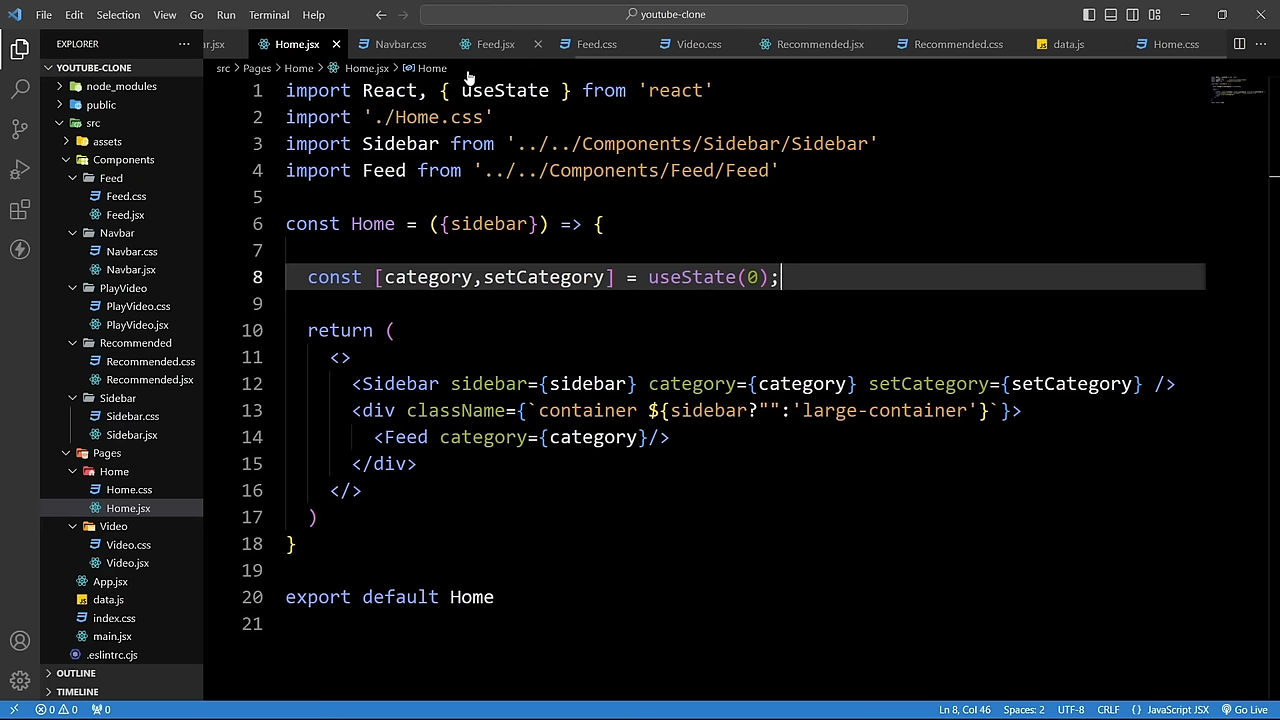 File Edit Selection View Go Run Terminal Help youtube-clone
EXPLORER
ar.jsx Home.jsx Navbar.css Feed.jsx Feed.css Video.css Recommended.jsx Recommended.css data.js Home.css
YOUTUBE-CLONE
node_modules
public
src
assets
Components
Feed
Feed.css
Feed.jsx
Navbar
Navbar.css
Navbar.jsx
PlayVideo
PlayVideo.css
PlayVideo.jsx
Recommended
Recommended.css
Recommended.jsx
Sidebar
Sidebar.css
Sidebar.jsx
Pages
Home
Home.css
Home.jsx
Video
Video.css
Video.jsx
App.jsx
data.js
index.css
main.jsx
.eslintrc.cjs
OUTLINE
TIMELINE
src > Pages > Home > Home.jsx > Home
1 import React, { useState } from 'react'
2 import './Home.css'
3 import Sidebar from '../../Components/Sidebar/Sidebar'
4 import Feed from '../../Components/Feed/Feed'
5
6 const Home = ({sidebar}) => {
7
8 const [category,setCategory] = useState(0);
9
10 return (
11 <>
12 <Sidebar sidebar={sidebar} category={category} setCategory={setCategory} />
13 <div className={`container ${sidebar?"":'large-container'}`}>
14 <Feed category={category}/>
15 </div>
16 </>
17 )
18 }
19
20 export default Home
21
0 0 0 Ln 8, Col 46 Spaces: 2 UTF-8 CRLF {} JavaScript JSX Go Live